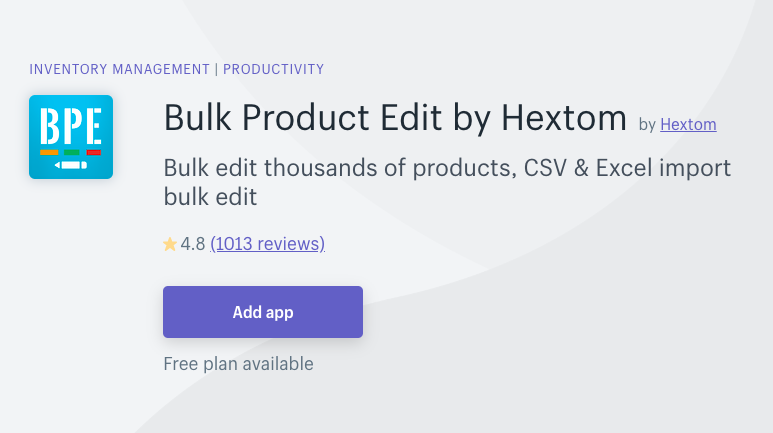 INVENTORY MANAGEMENT | PRODUCTIVITY
BPE
Bulk Product Edit by Hextom by Hextom
Bulk edit thousands of products, CSV & Excel import
bulk edit
4.8 (1013 reviews)
Add app
Free plan available